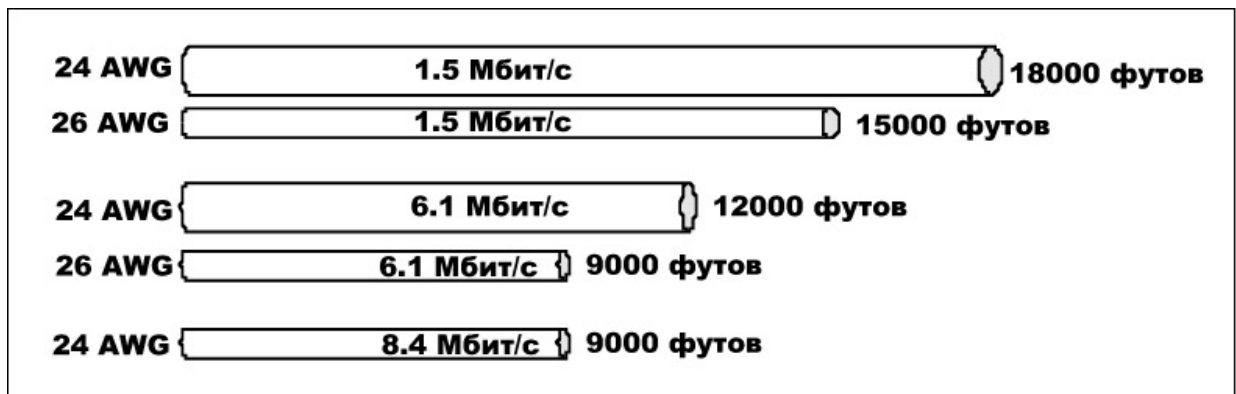 24 AWG 1.5 Мбит/с 18000 футов
26 AWG 1.5 Мбит/с 15000 футов
24 AWG 6.1 Мбит/с 12000 футов
26 AWG 6.1 Мбит/с 9000 футов
24 AWG 8.4 Мбит/с 9000 футов